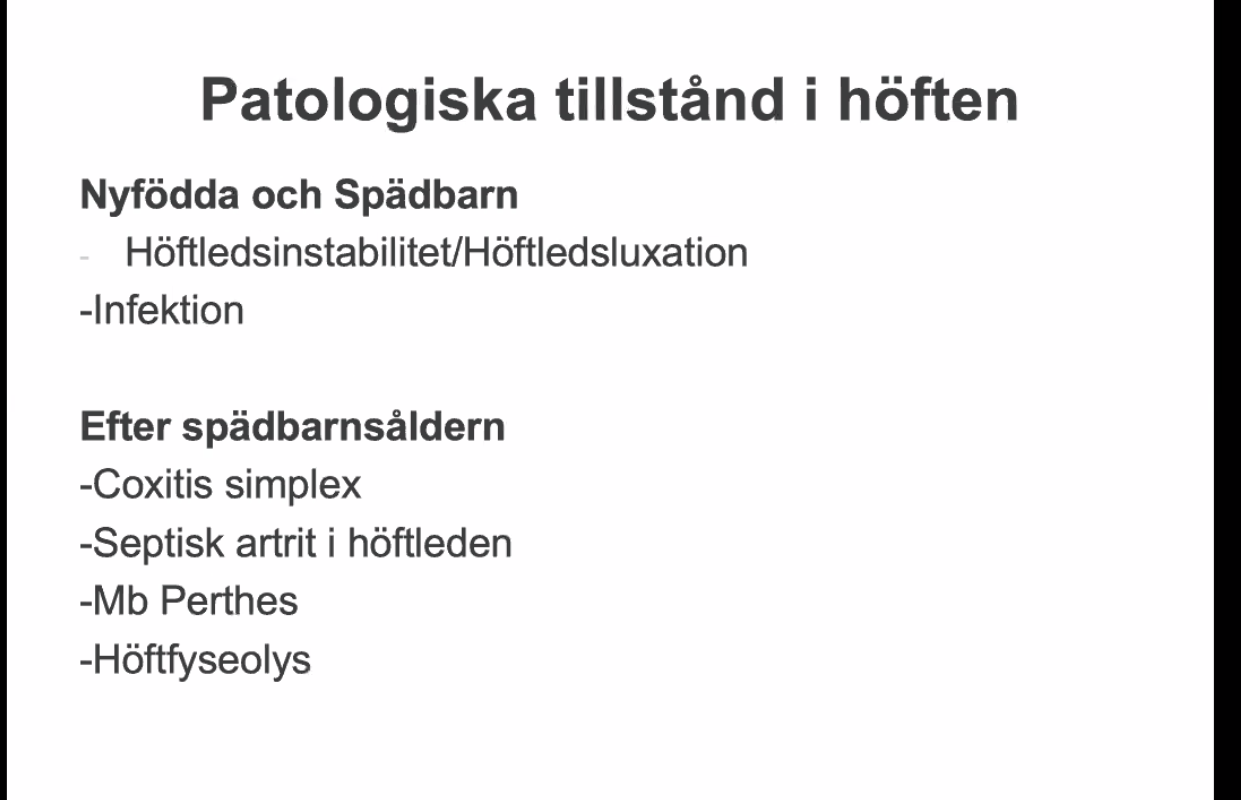 Patologiska tillstånd i höften
Nyfödda och Spädbarn
- Höftledsinstabilitet/Höftledsluxation
-Infektion
Efter spädbarnsåldern
-Coxitis simplex
-Septisk artrit i höftleden
-Mb Perthes
-Höftfyseolys